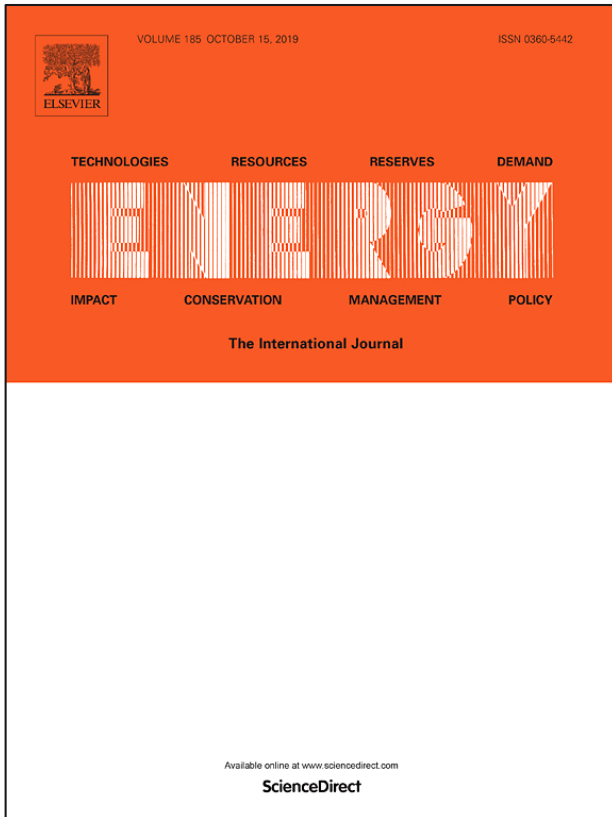 VOLUME 185 OCTOBER 15, 2019 ISSN 0360-5442
ELSEVIER
TECHNOLOGIES RESOURCES RESERVES DEMAND
ENERGY
IMPACT CONSERVATION MANAGEMENT POLICY
The International Journal
Available online at www.sciencedirect.com
ScienceDirect